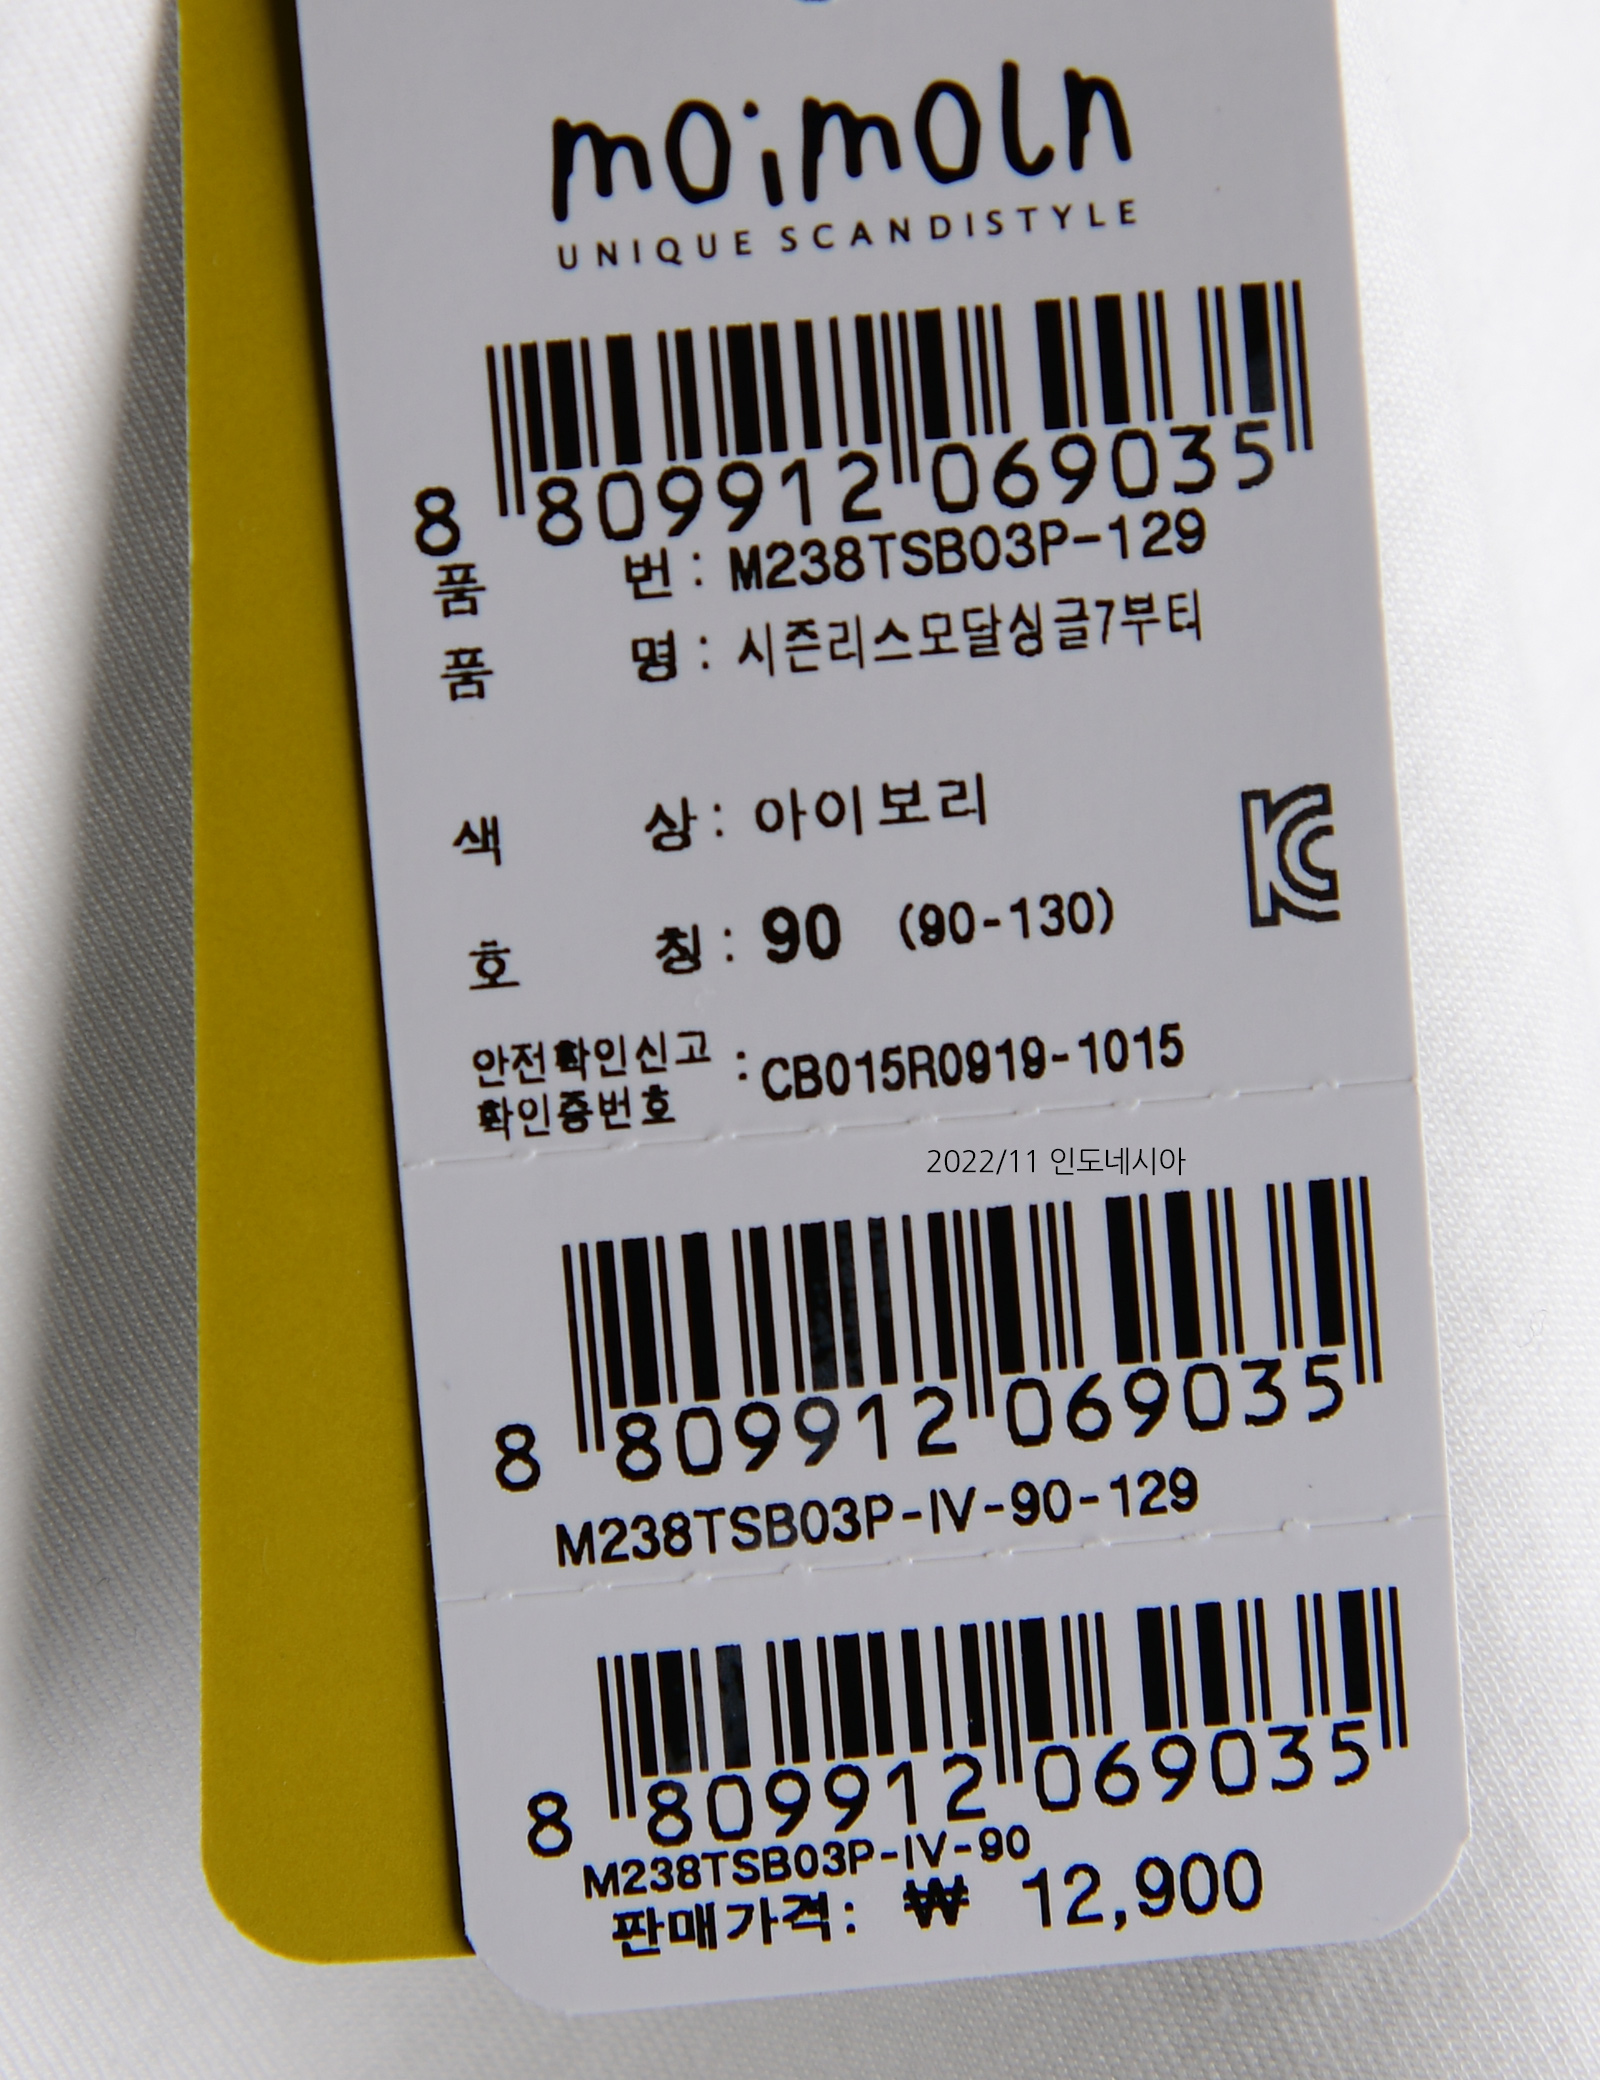 moimoln
UNIQUE SCANDISTYLE
8 809912 069035
품 번 : M238TSB03P-129
품 명 : 시즌리스모달싱글7부티
색 상 : 아이보리
호 칭 : 90 (90-130)
안전확인신고
확인증번호 : CB015R0919-1015
2022/11 인도네시아
8 809912 069035
M238TSB03P-IV-90-129
8 809912 069035
M238TSB03P-IV-90
판매가격: ₩ 12,900